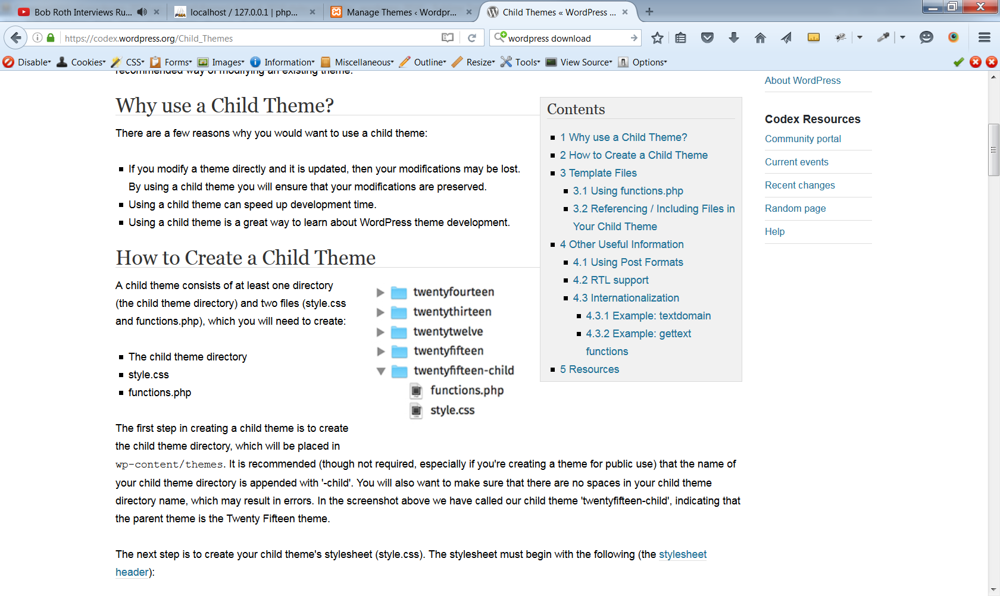 Bob Roth Interviews Ru...
localhost / 127.0.0.1 | php...
Manage Themes ‹ Wordpr...
Child Themes « WordPress ...
https://codex.wordpress.org/Child_Themes
wordpress download
Disable
Cookies
CSS
Forms
Images
Information
Miscellaneous
Outline
Resize
Tools
View Source
Options
recommended way of modifying an existing theme.
Why use a Child Theme?
There are a few reasons why you would want to use a child theme:
If you modify a theme directly and it is updated, then your modifications may be lost.
By using a child theme you will ensure that your modifications are preserved.
Using a child theme can speed up development time.
Using a child theme is a great way to learn about WordPress theme development.
How to Create a Child Theme
A child theme consists of at least one directory
(the child theme directory) and two files (style.css
and functions.php), which you will need to create:
The child theme directory
style.css
functions.php
twentyfourteen
twentythirteen
twentytwelve
twentyfifteen
twentyfifteen-child
functions.php
style.css
The first step in creating a child theme is to create
the child theme directory, which will be placed in
wp-content/themes. It is recommended (though not required, especially if you're creating a theme for public use) that the name of
your child theme directory is appended with '-child'. You will also want to make sure that there are no spaces in your child theme
directory name, which may result in errors. In the screenshot above we have called our child theme 'twentyfifteen-child', indicating that
the parent theme is the Twenty Fifteen theme.
The next step is to create your child theme's stylesheet (style.css). The stylesheet must begin with the following (the stylesheet
header):
Contents
1 Why use a Child Theme?
2 How to Create a Child Theme
3 Template Files
3.1 Using functions.php
3.2 Referencing / Including Files in
Your Child Theme
4 Other Useful Information
4.1 Using Post Formats
4.2 RTL support
4.3 Internationalization
4.3.1 Example: textdomain
4.3.2 Example: gettext
functions
5 Resources
About WordPress
Codex Resources
Community portal
Current events
Recent changes
Random page
Help